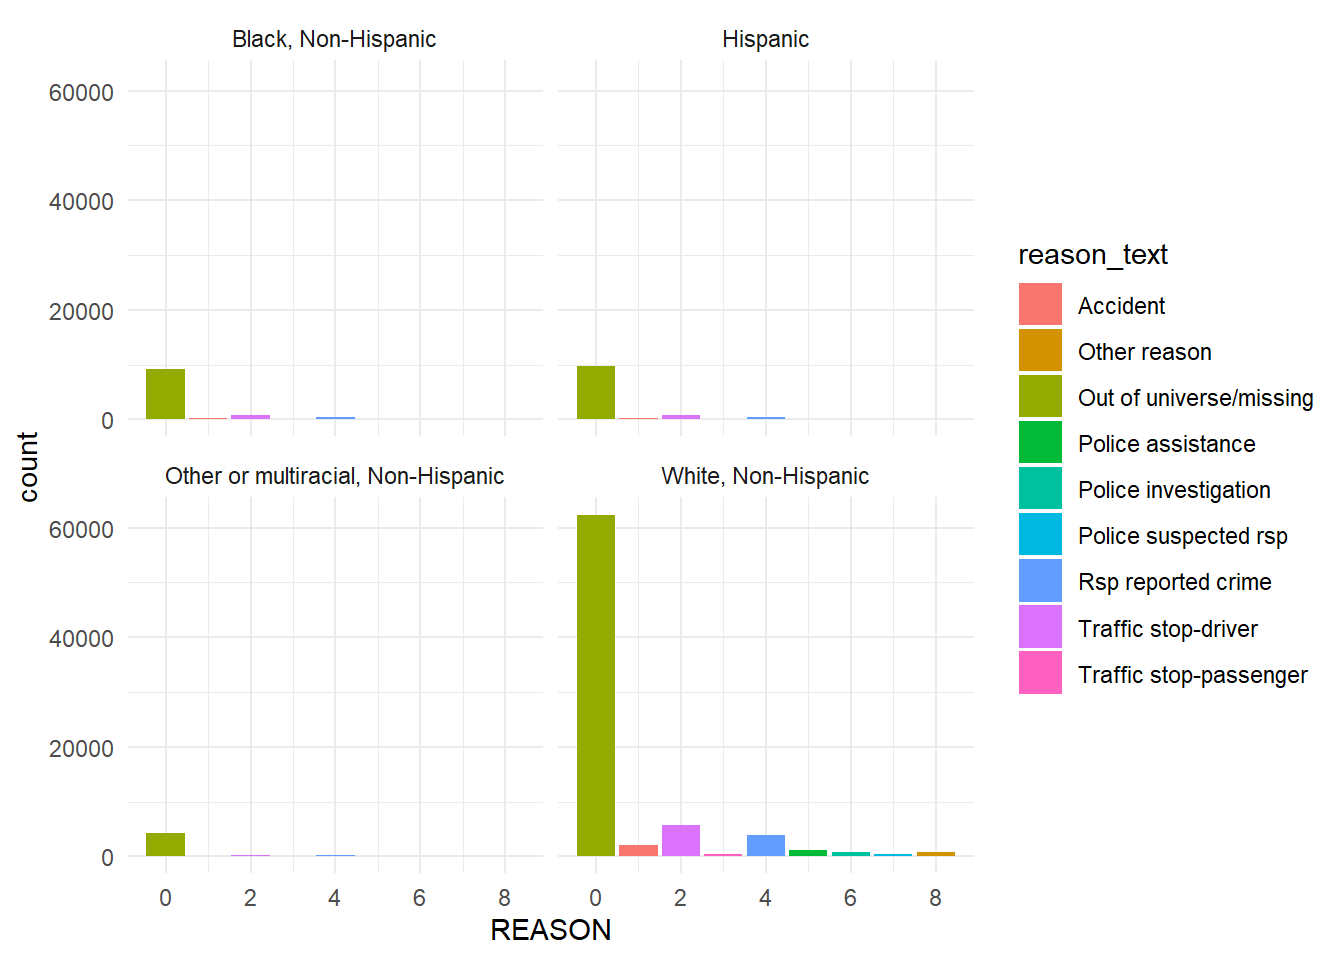 Black, Non-Hispanic
Hispanic
60000
40000
20000
0
count
Other or multiracial, Non-Hispanic
White, Non-Hispanic
60000
40000
20000
0
0 2 4 6 8
0 2 4 6 8
REASON
reason_text
Accident
Other reason
Out of universe/missing
Police assistance
Police investigation
Police suspected rsp
Rsp reported crime
Traffic stop-driver
Traffic stop-passenger